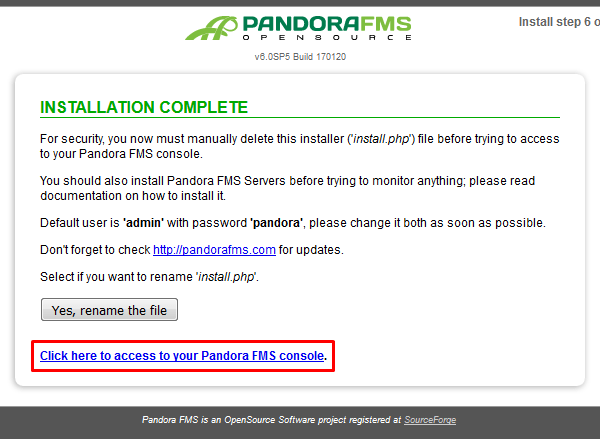 PANDORAFMS
OPENSOURCE
Install step 6 o
v6.0SP5 Build 170120
INSTALLATION COMPLETE
For security, you now must manually delete this installer ('install.php') file before trying to access
to your Pandora FMS console.
You should also install Pandora FMS Servers before trying to monitor anything; please read
documentation on how to install it.
Default user is 'admin' with password 'pandora', please change it both as soon as possible.
Don't forget to check http://pandorafms.com for updates.
Select if you want to rename 'install.php'.
Yes, rename the file
Click here to access to your Pandora FMS console.
Pandora FMS is an OpenSource Software project registered at SourceForge